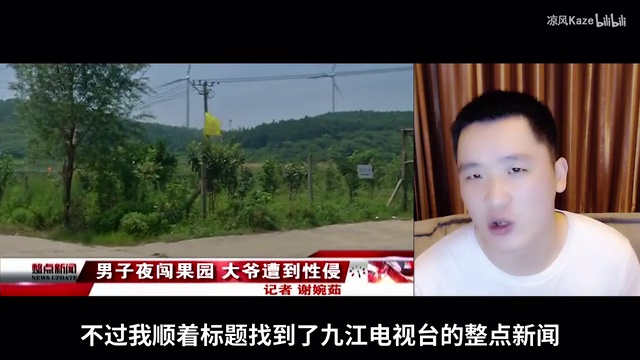 凉风Kaze bilibili
整点新闻
NEWS UPDATE
男子夜闯果园 大爷遭到性侵
记者 谢婉茹
不过我顺着标题找到了九江电视台的整点新闻